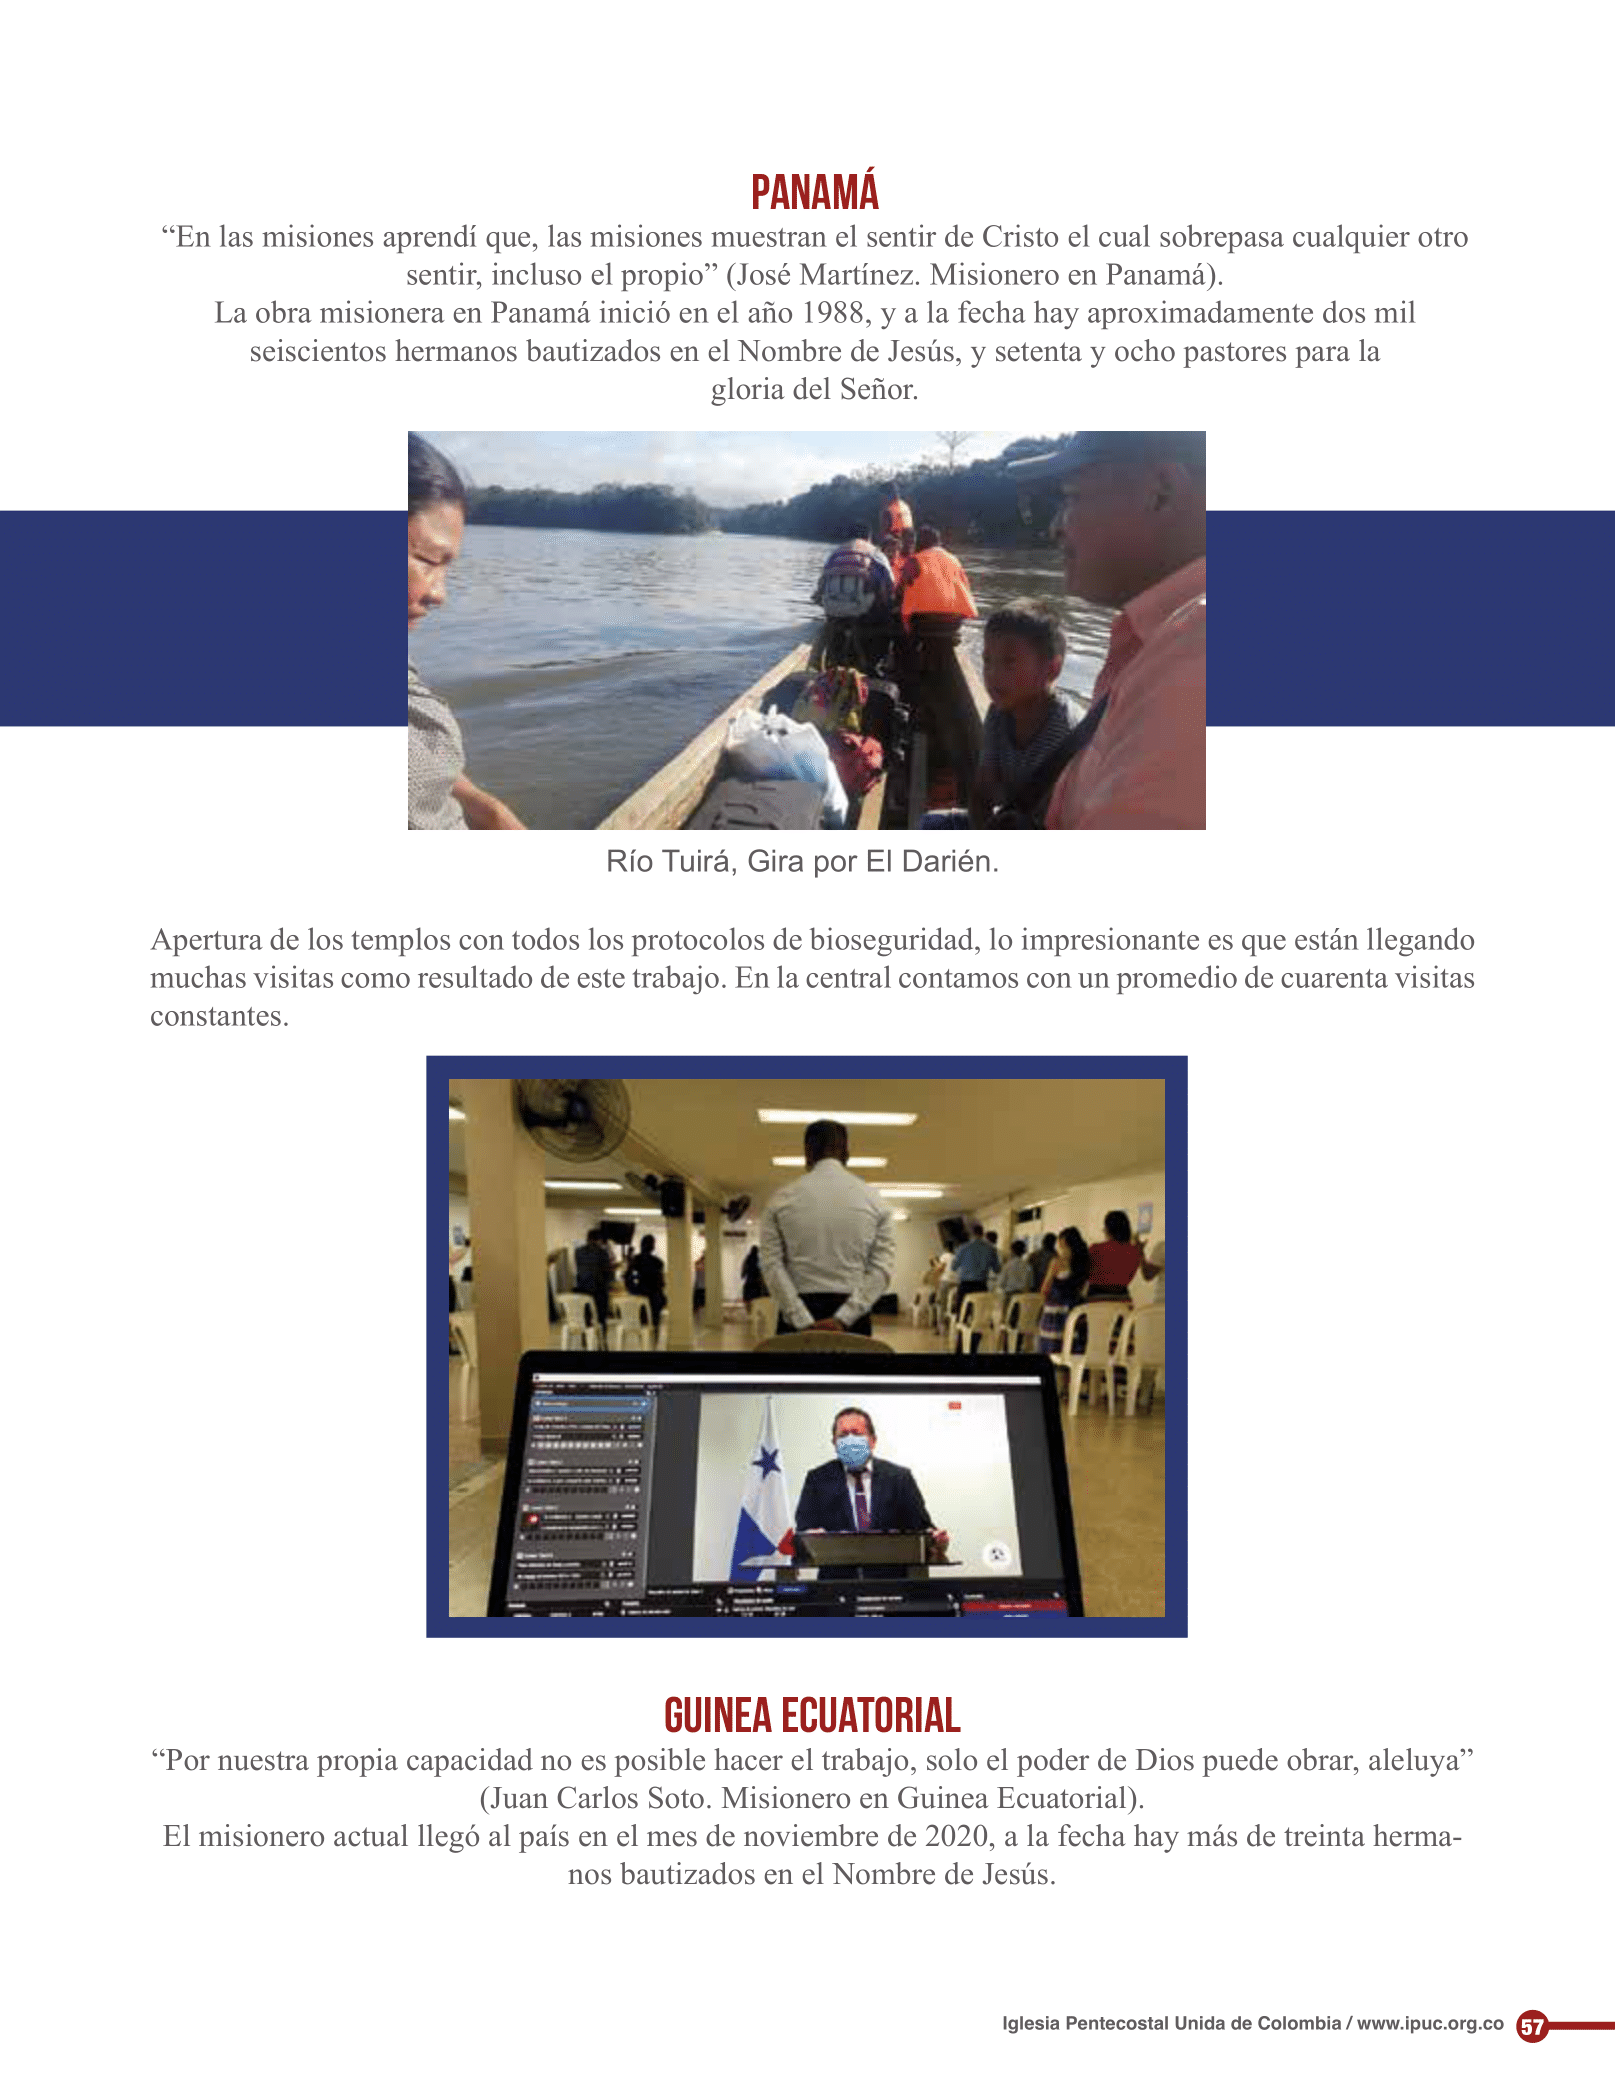 PANAMÁ
“En las misiones aprendí que, las misiones muestran el sentir de Cristo el cual sobrepasa cualquier otro
sentir, incluso el propio” (José Martínez. Misionero en Panamá).
La obra misionera en Panamá inició en el año 1988, y a la fecha hay aproximadamente dos mil
seiscientos hermanos bautizados en el Nombre de Jesús, y setenta y ocho pastores para la
gloria del Señor.
Río Tuirá, Gira por El Darién.
Apertura de los templos con todos los protocolos de bioseguridad, lo impresionante es que están llegando
muchas visitas como resultado de este trabajo. En la central contamos con un promedio de cuarenta visitas
constantes.
GUINEA ECUATORIAL
“Por nuestra propia capacidad no es posible hacer el trabajo, solo el poder de Dios puede obrar, aleluya”
(Juan Carlos Soto. Misionero en Guinea Ecuatorial).
El misionero actual llegó al país en el mes de noviembre de 2020, a la fecha hay más de treinta herma-
nos bautizados en el Nombre de Jesús.
Iglesia Pentecostal Unida de Colombia / www.ipuc.org.co 57